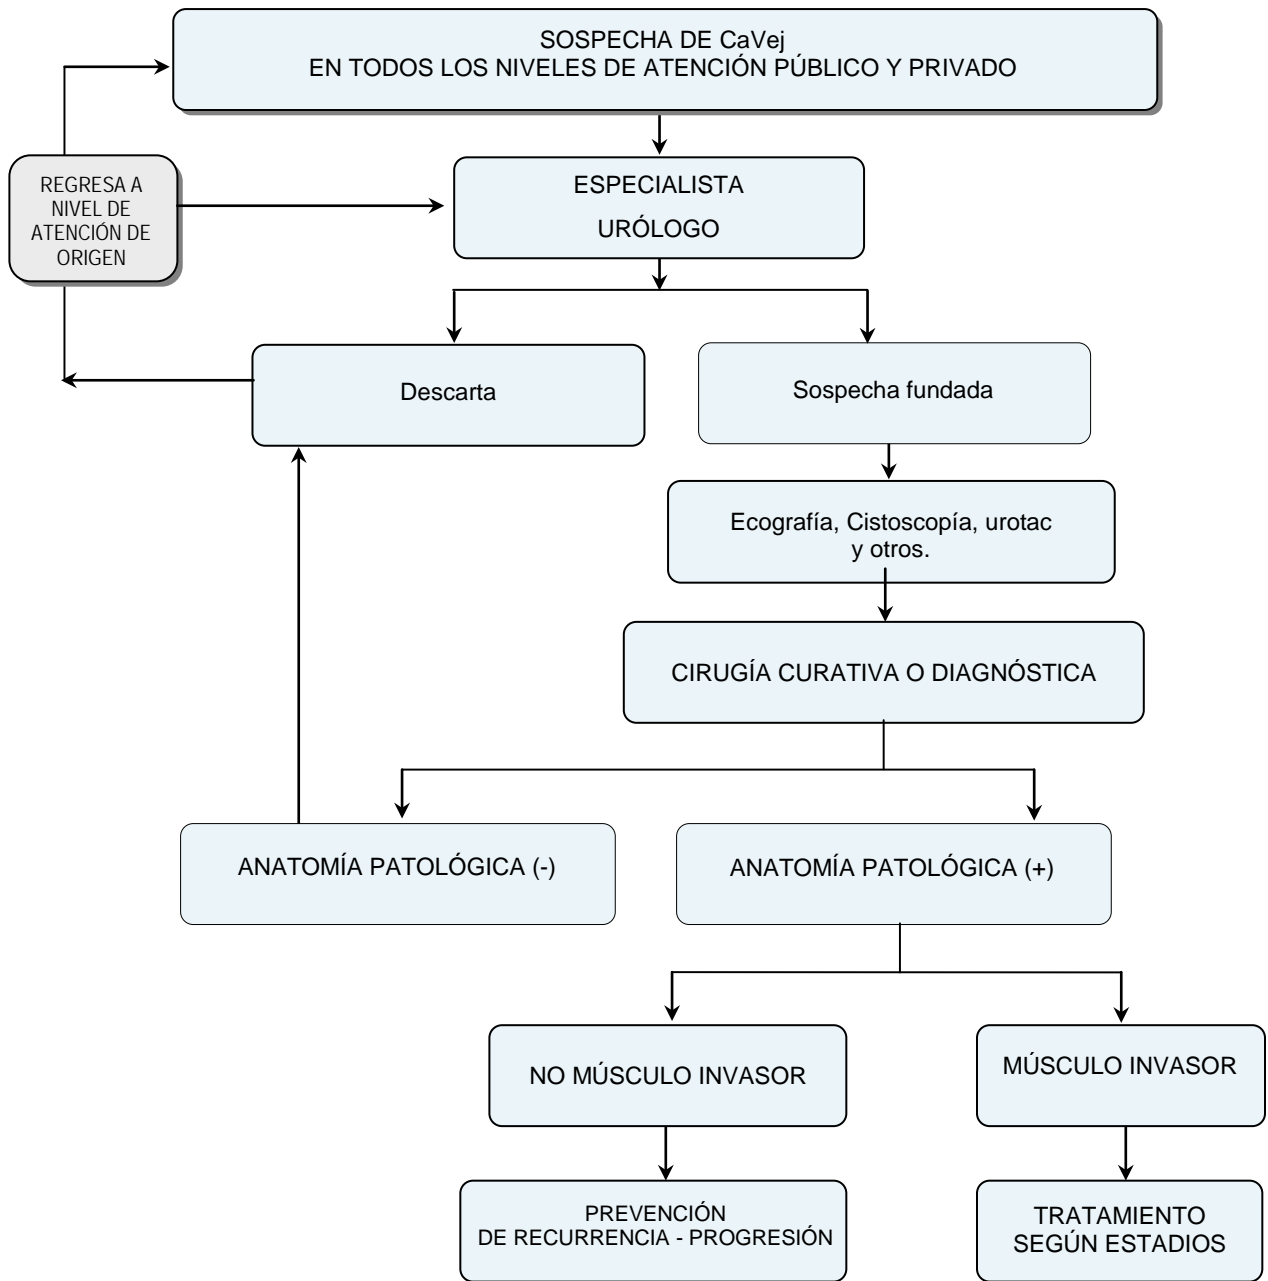 SOSPECHA DE CaVej
EN TODOS LOS NIVELES DE ATENCIÓN PÚBLICO Y PRIVADO
REGRESA A
NIVEL DE
ATENCIÓN DE
ORIGEN
ESPECIALISTA
URÓLOGO
Descarta
Sospecha fundada
Ecografía, Cistoscopía, urotac
y otros.
CIRUGÍA CURATIVA O DIAGNÓSTICA
ANATOMÍA PATOLÓGICA (-)
ANATOMÍA PATOLÓGICA (+)
NO MÚSCULO INVASOR
MÚSCULO INVASOR
PREVENCIÓN
DE RECURRENCIA - PROGRESIÓN
TRATAMIENTO
SEGÚN ESTADIOS